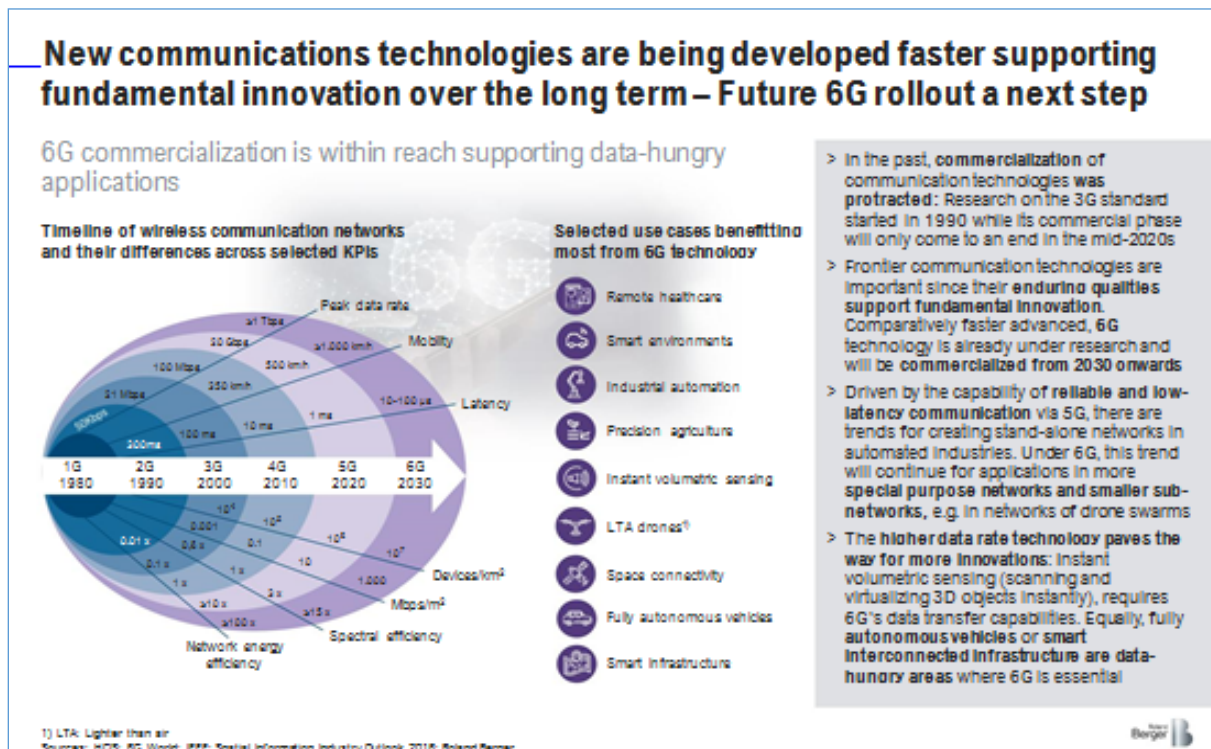 New communications technologies are being developed faster supporting
fundamental innovation over the long term – Future 6G rollout a next step
6G commercialization is within reach supporting data-hungry
applications
Timeline of wireless communication networks
and their differences across selected KPIs
Peak data rate
≥1 Tbps
Mobility
20 Gbps
≥1.000 km/h
100 Mbps
500 km/h
350 km/h
Latency
10-100 µs
1 ms
10 ms
100 ms
300ms
1G
2G
3G
4G
5G
6G
1980
1990
2000
2010
2020
2030
0.001
0.01 x
0.1
0.1 x
1 x
1 x
10
3 x
1.000
10⁷
≥10 x
≥15 x
≥100 x
Devices/km²
Mbps/m²
Spectral efficiency
Network energy
efficiency
Selected use cases benefitting
most from 6G technology
Remote healthcare
Smart environments
Industrial automation
Precision agriculture
Instant volumetric sensing
LTA drones¹⁾
Space connectivity
Fully autonomous vehicles
Smart infrastructure
> In the past, commercialization of
communication technologies was
protracted: Research on the 3G standard
started in 1990 while its commercial phase
will only come to an end in the mid-2020s
> Frontier communication technologies are
important since their enduring qualities
support fundamental innovation.
Comparatively faster advanced, 6G
technology is already under research and
will be commercialized from 2030 onwards
> Driven by the capability of reliable and low-
latency communication via 5G, there are
trends for creating stand-alone networks in
automated industries. Under 6G, this trend
will continue for applications in more
special purpose networks and smaller sub-
networks, e.g. in networks of drone swarms
> The higher data rate technology paves the
way for more innovations: Instant
volumetric sensing (scanning and
virtualizing 3D objects instantly), requires
6G's data transfer capabilities. Equally, fully
autonomous vehicles or smart
interconnected infrastructure are data-
hungry areas where 6G is essential
1) LTA: Lighter than air
Roland
Berger